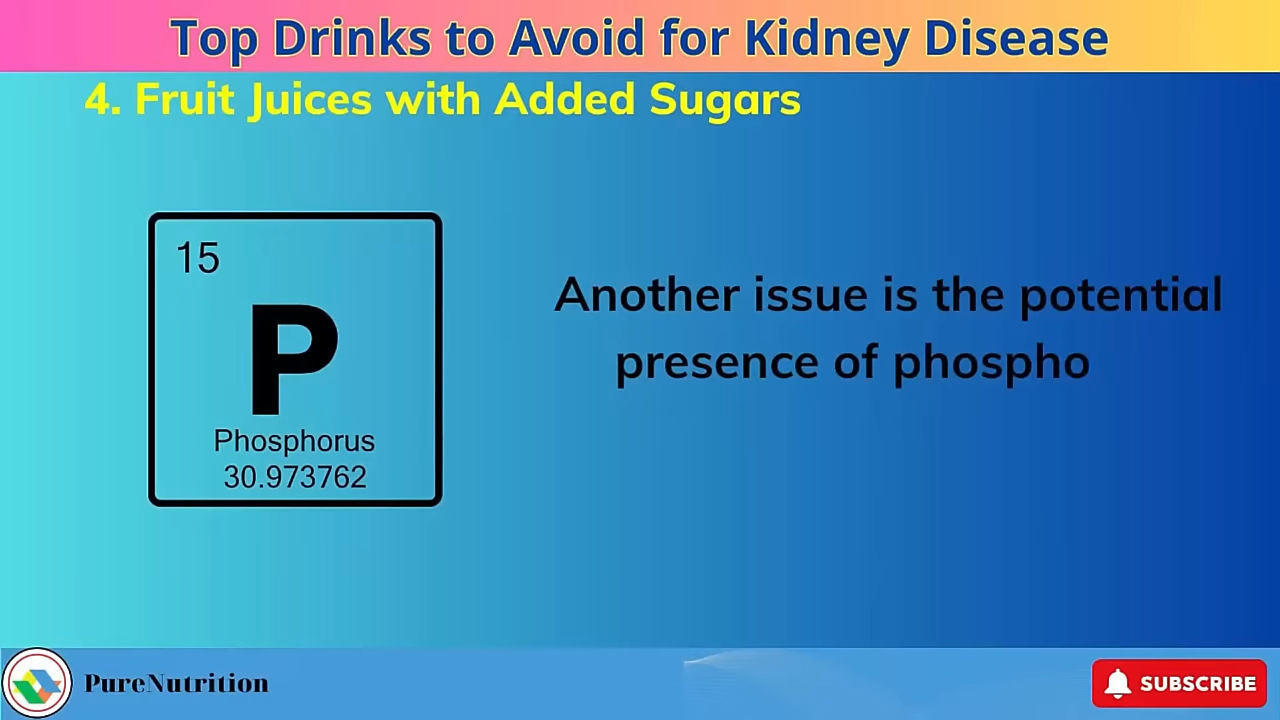 Top Drinks to Avoid for Kidney Disease
4. Fruit Juices with Added Sugars
15
P
Phosphorus
30.973762
Another issue is the potential
presence of phospho
PureNutrition
SUBSCRIBE